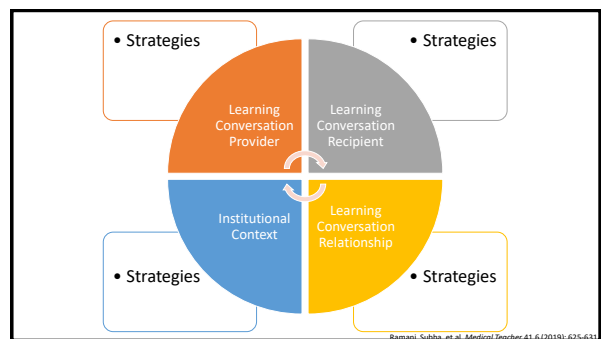 • Strategies
• Strategies
Learning
Conversation
Provider
Learning
Conversation
Recipient
Institutional
Context
Learning
Conversation
Relationship
• Strategies
• Strategies
Ramani, Subha, et al. Medical Teacher 41.6 (2019): 625-631